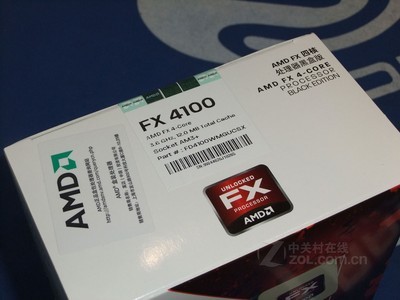 AMD FX 四核
处理器黑盒版
AMD FX 4-CORE
PROCESSOR
BLACK EDITION
FX 4100
AMD FX 4-Core
3.6 GHz, 12.0 MB Total Cache
Socket AM3+
Part #: FD4100WMGUCSX
AMD
UNLOCKED
FX
PROCESSOR
AMD
FX
中关村在线
ZOL.COM.CN